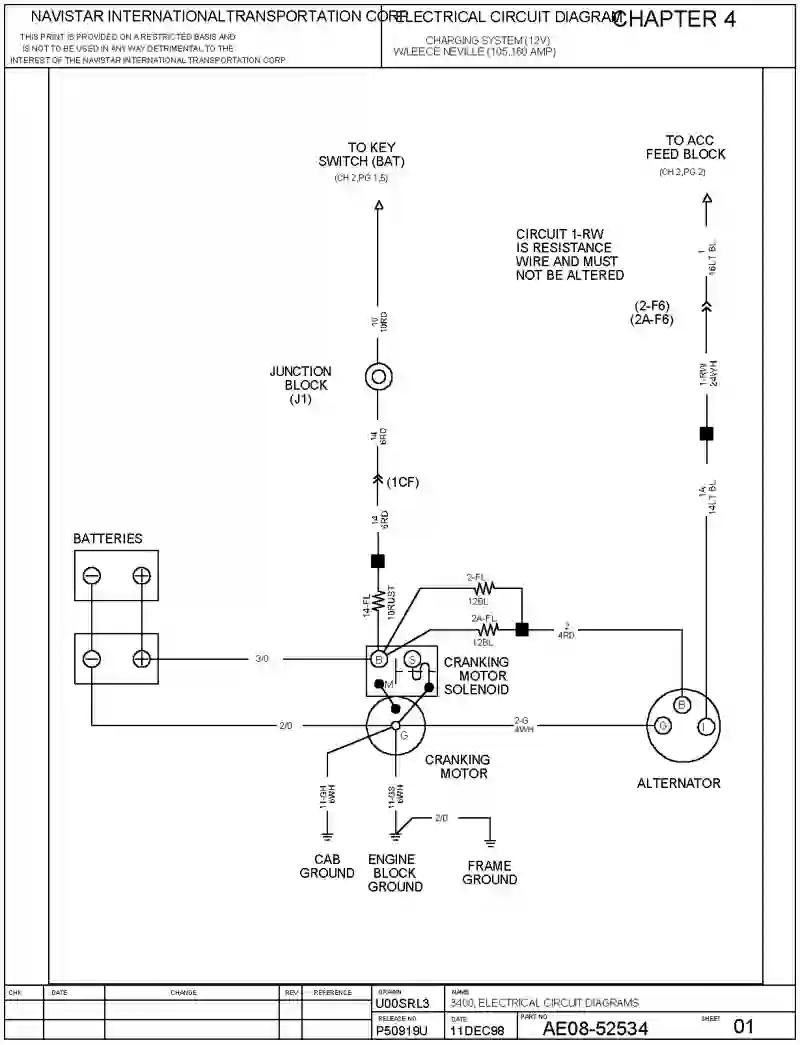 NAVISTAR INTERNATIONALTRANSPORTATION CORP
ELECTRICAL CIRCUIT DIAGRAM
CHAPTER 4
THIS PRINT IS PROVIDED ON A RESTRICTED BASIS AND
IS NOT TO BE USED IN ANY WAY DETRIMENTAL TO THE
INTEREST OF THE NAVISTAR INTERNATIONAL TRANSPORTATION CORP
CHARGING SYSTEM (12V)
W/LEECE NEVILLE (105,160 AMP)
TO KEY
SWITCH (BAT)
(CH 2,PG 1,5)
TO ACC
FEED BLOCK
(CH 2,PG 2)
CIRCUIT 1-RW
IS RESISTANCE
WIRE AND MUST
NOT BE ALTERED
1
16LT BL
(2-F6)
(2A-F6)
10
10RD
JUNCTION
BLOCK
(J1)
1-RW
24WH
14
6RD
(1CF)
1A
14LT BL
14
6RD
BATTERIES
14-FL
10RUST
2-FL
12BL
2A-FL
12BL
2
4RD
3/0
B
S
M
CRANKING
MOTOR
SOLENOID
2/0
G
2-G
4WH
B
G
I
CRANKING
MOTOR
ALTERNATOR
11-GH
6WH
11-GS
6WH
2/0
CAB
GROUND
ENGINE
BLOCK
GROUND
FRAME
GROUND
CHK
DATE
CHANGE
REV
REFERENCE
DRAWN
U00SRL3
NAME
3400, ELECTRICAL CIRCUIT DIAGRAMS
RELEASE NO.
P50919U
DATE
11DEC98
PART NO
AE08-52534
SHEET
01